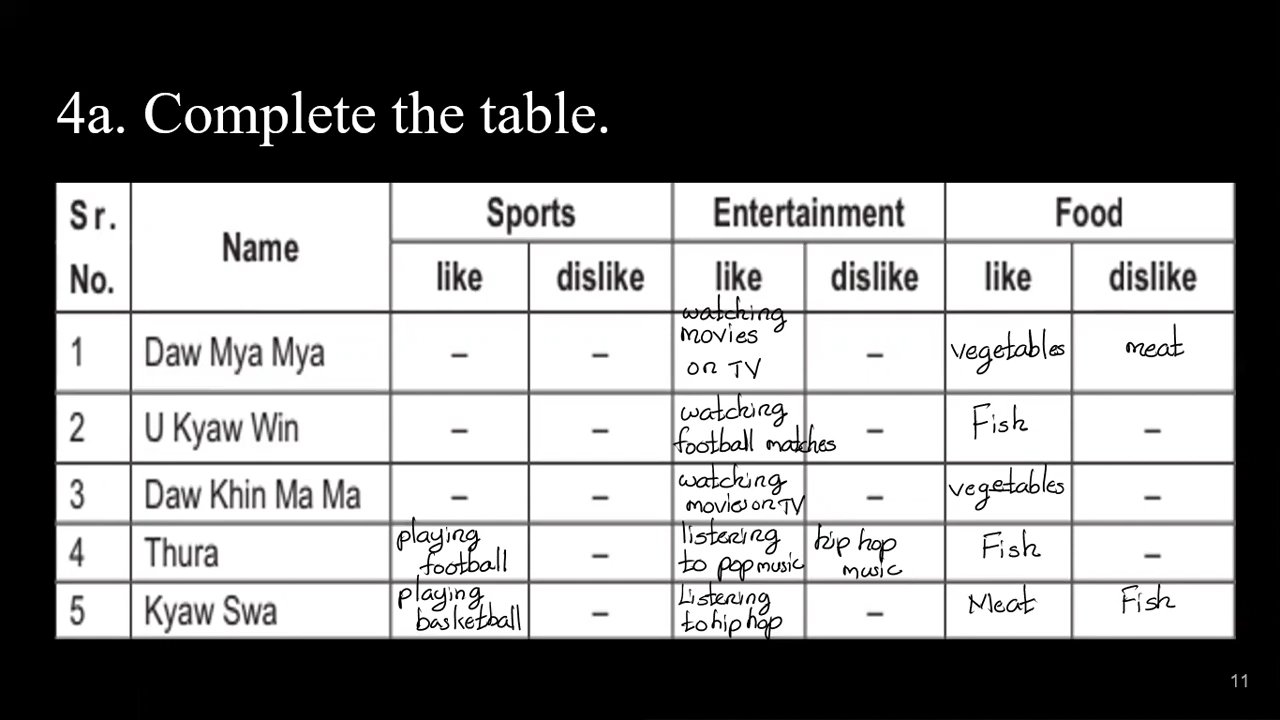 4a. Complete the table.
Sr. No. Name Sports Entertainment Food
like dislike like dislike like dislike
1 Daw Mya Mya – – watching movies on TV – vegetables meat
2 U Kyaw Win – – watching football matches – Fish –
3 Daw Khin Ma Ma – – watching movies on TV – vegetables –
4 Thura playing football – listening to pop music hip hop music Fish –
5 Kyaw Swa playing basketball – Listening to hip hop – Meat Fish
11